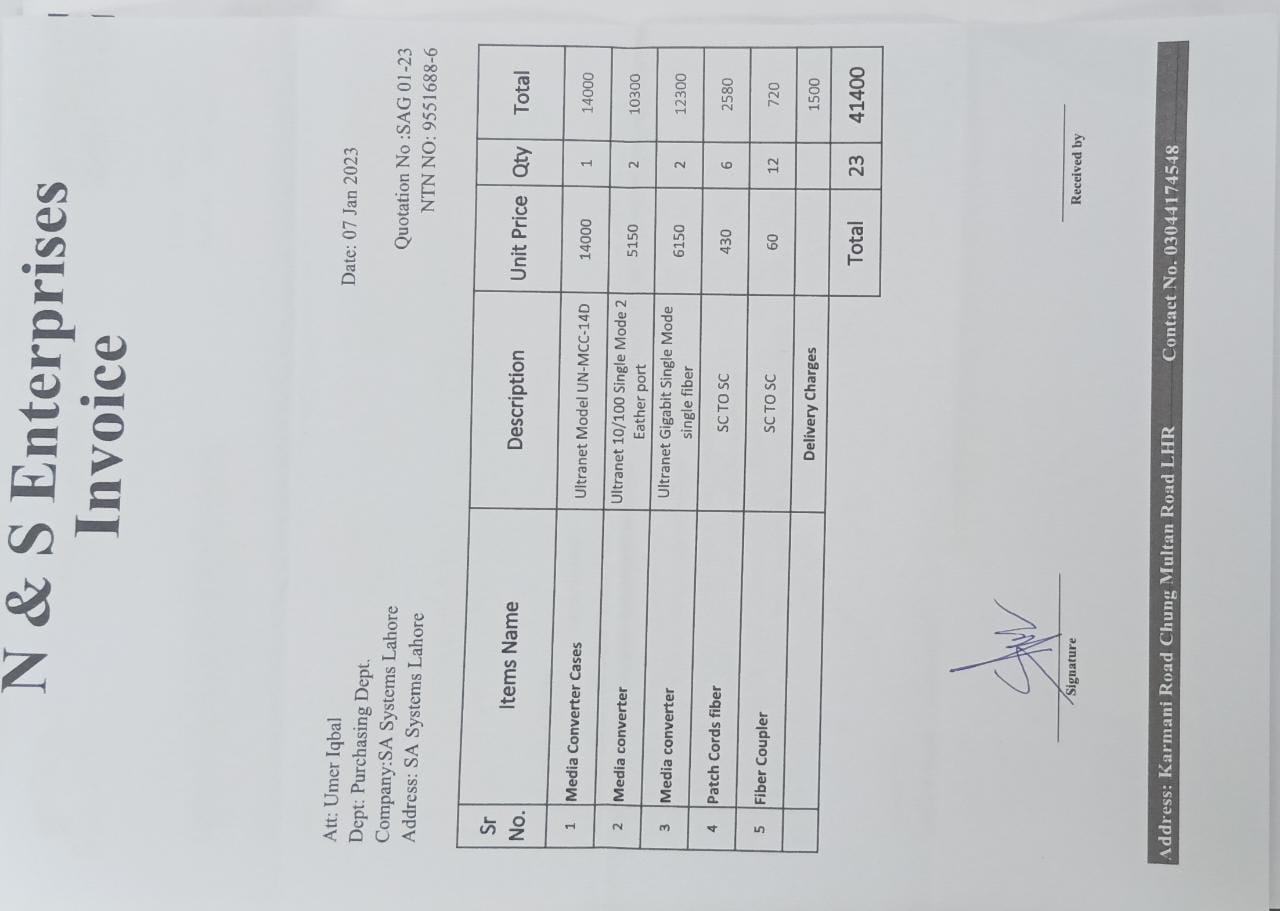 N & S Enterprises
Invoice
Date: 07 Jan 2023
Att: Umer Iqbal
Dept: Purchasing Dept.
Company:SA Systems Lahore
Address: SA Systems Lahore
Quotation No :SAG 01-23
NTN NO: 9551688-6
Sr No. Items Name Description Unit Price Qty Total
1 Media Converter Cases Ultranet Model UN-MCC-14D 14000 1 14000
2 Media converter Ultranet 10/100 Single Mode 2 Eather port 5150 2 10300
3 Media converter Ultranet Gigabit Single Mode single fiber 6150 2 12300
4 Patch Cords fiber SC TO SC 430 6 2580
5 Fiber Coupler SC TO SC 60 12 720
Delivery Charges 1500
Total 23 41400
Signature
Received by
Address: Karmani Road Chung Multan Road LHR Contact No. 03044174548